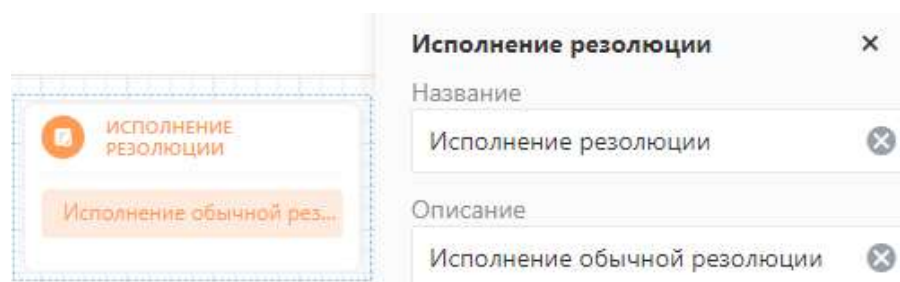 ИСПОЛНЕНИЕ
РЕЗОЛЮЦИИ
Исполнение обычной рез...
Исполнение резолюции
Название
Исполнение резолюции
Описание
Исполнение обычной резолюции